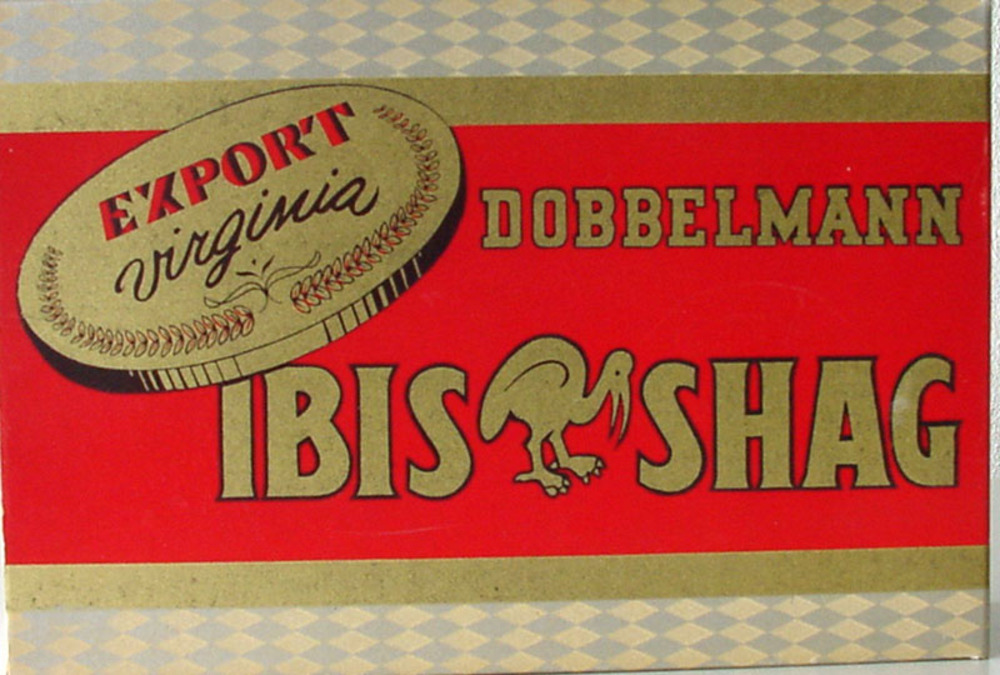 EXPORT
virginia
DOBBELMANN
IBIS SHAG